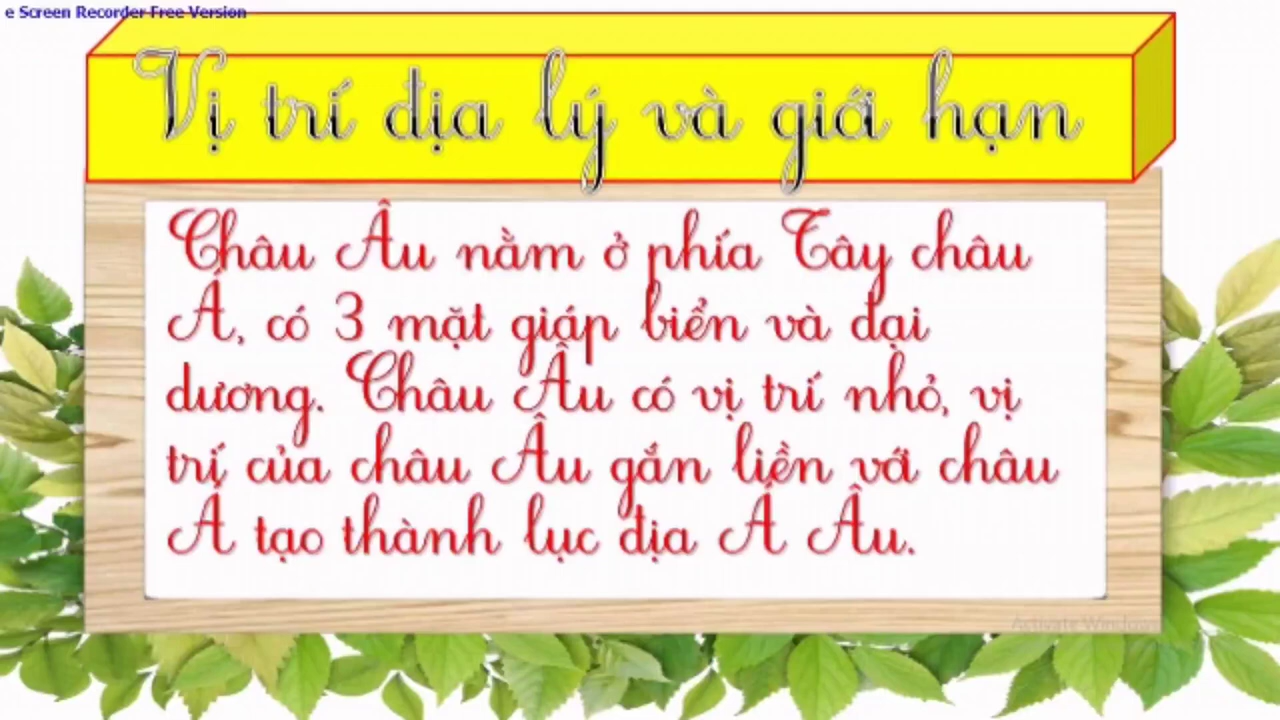 e Screen Recorder Free Version
Vị trí địa lý và giới hạn
Châu Âu nằm ở phía Tây châu
Á, có 3 mặt giáp biển và đại
dương. Châu Âu có vị trí nhỏ, vị
trí của châu Âu gắn liền với châu
Á tạo thành lục địa Á Âu.
Activate Windows